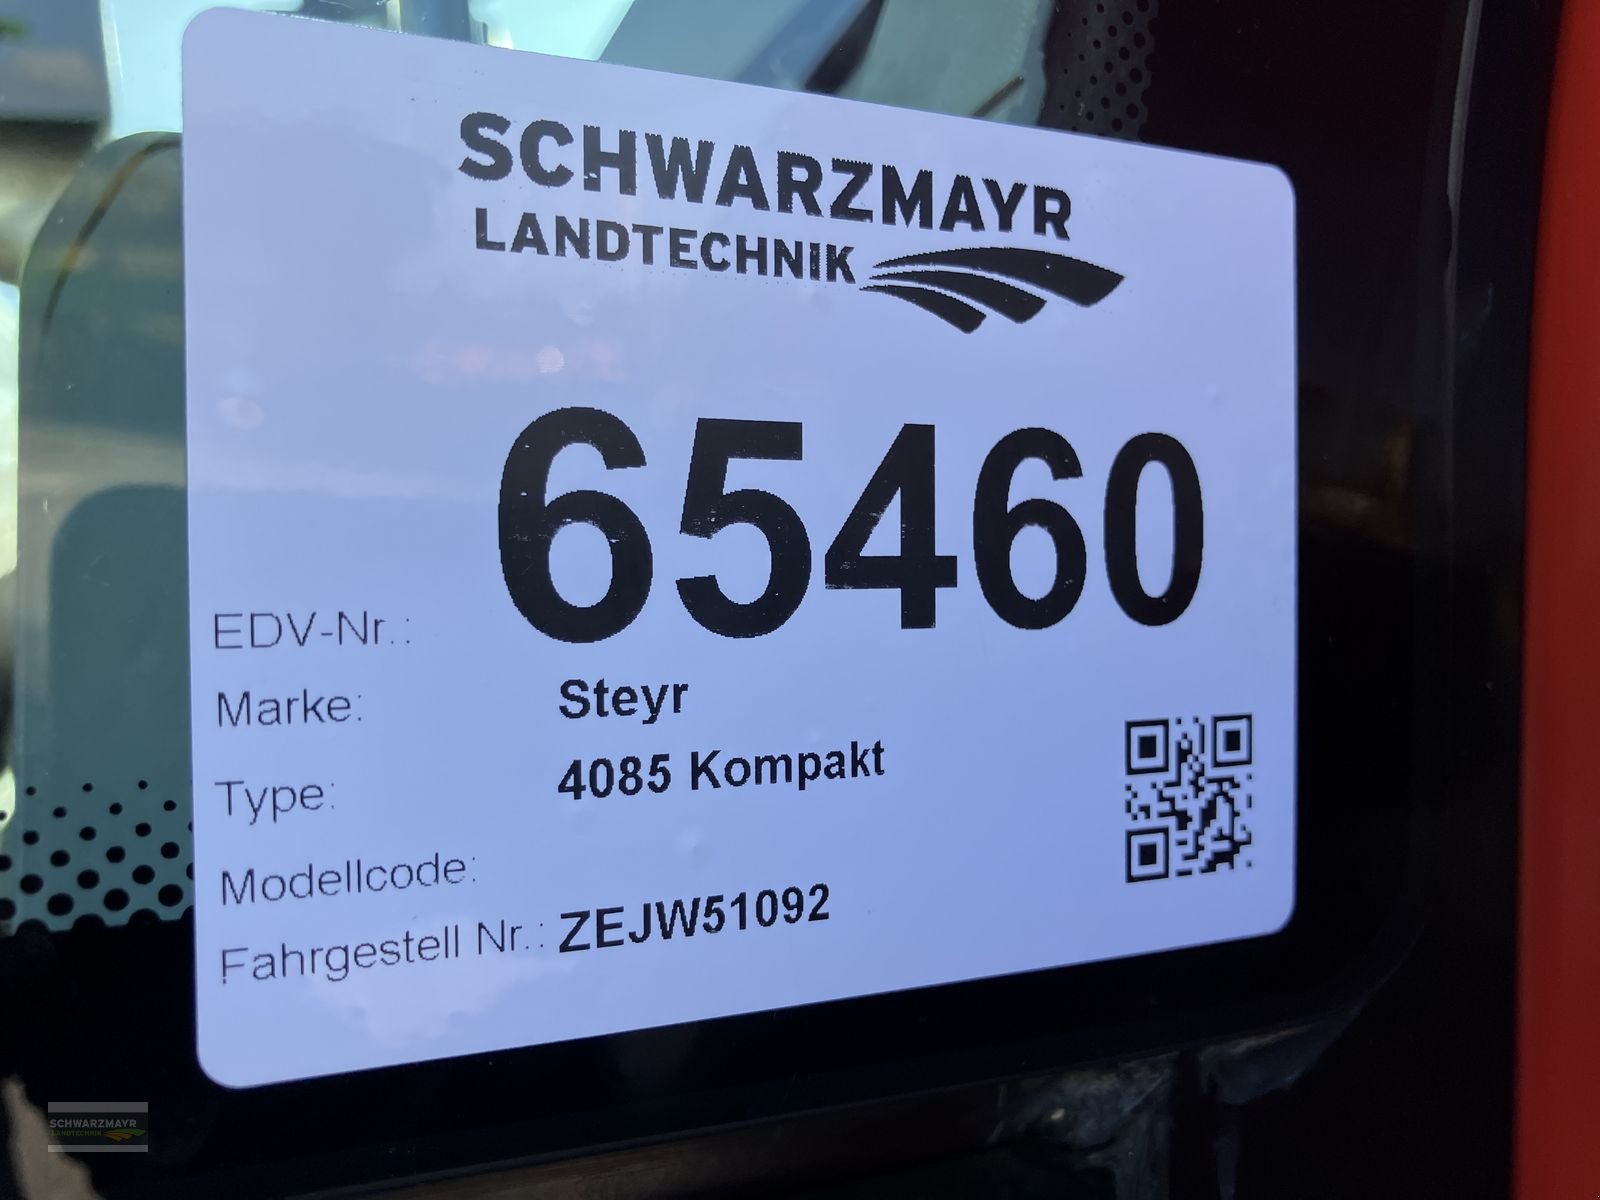 SCHWARZMAYR
LANDTECHNIK
EDV-Nr.: 65460
Marke: Steyr
Type: 4085 Kompakt
Modellcode:
Fahrgestell Nr.: ZEJW51092
SCHWARZMAYR
LANDTECHNIK